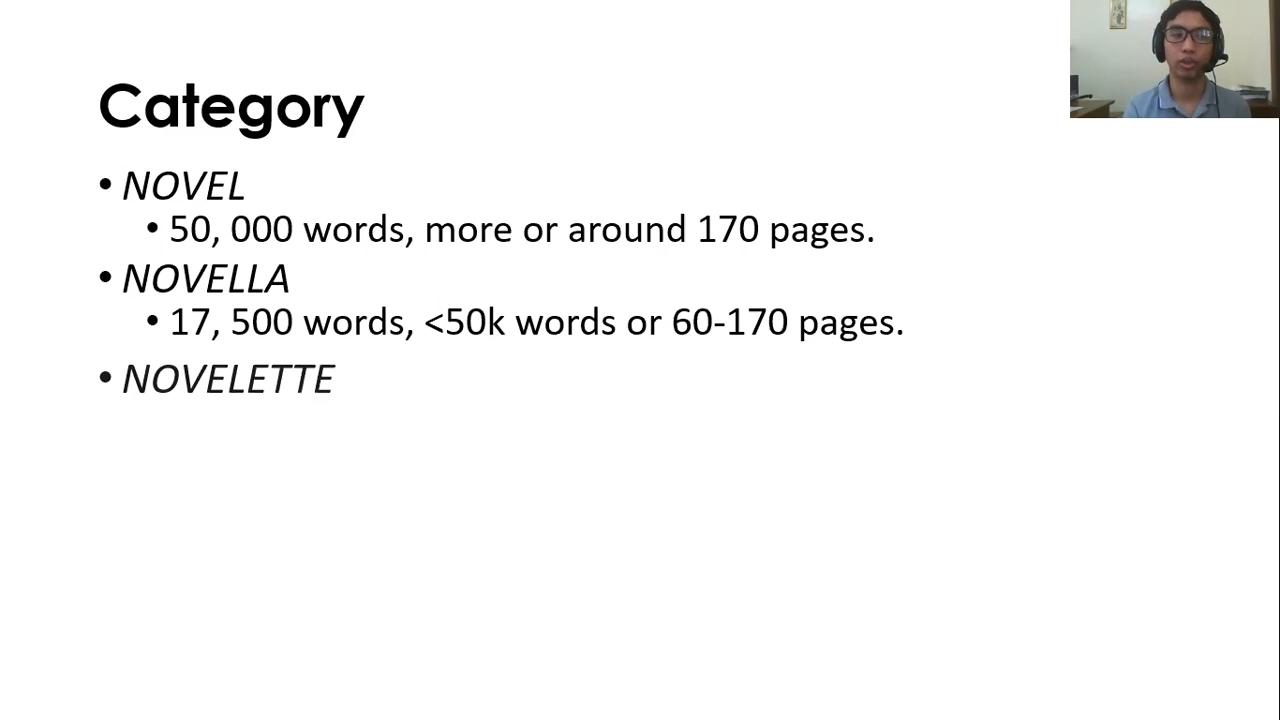 Category
• NOVEL
• 50, 000 words, more or around 170 pages.
• NOVELLA
• 17, 500 words, <50k words or 60-170 pages.
• NOVELETTE